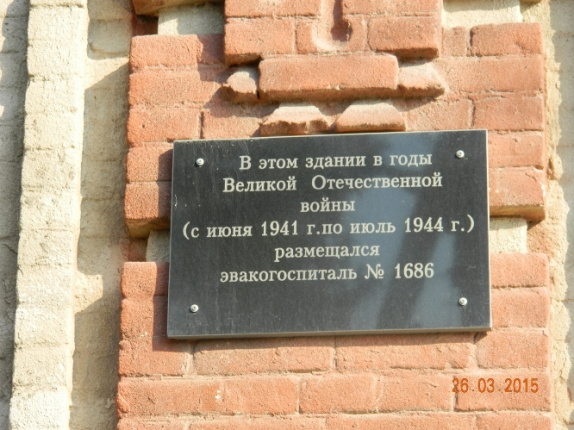 В этом здании в годы
Великой Отечественной
войны
(с июня 1941 г.по июль 1944 г.)
размещался
эвакогоспиталь № 1686
26.03.2015